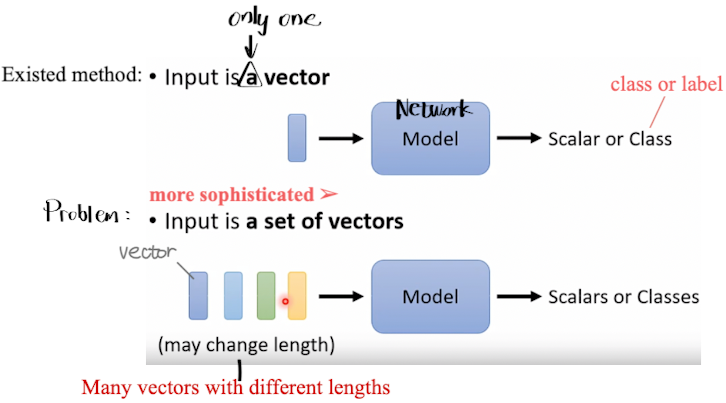 only one
Existed method: • Input is a vector
class or label
Network
Model
Scalar or Class
more sophisticated ➢
Problem: • Input is a set of vectors
vector
Model
Scalars or Classes
(may change length)
Many vectors with different lengths